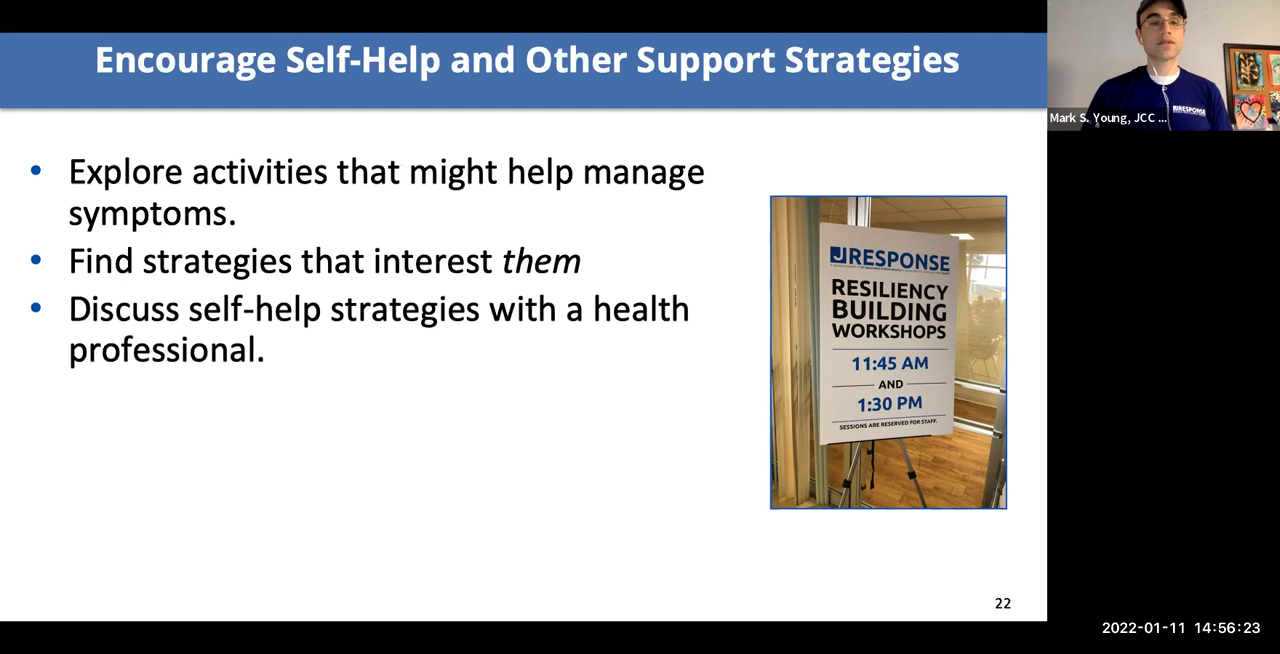 Encourage Self-Help and Other Support Strategies
Mark S. Young, JCC ...
JRESPONSE
• Explore activities that might help manage
symptoms.
• Find strategies that interest them
• Discuss self-help strategies with a health
professional.
JRESPONSE
RESILIENCY
BUILDING
WORKSHOPS
11:45 AM
AND
1:30 PM
SESSIONS ARE RESERVED FOR STAFF.
22
2022-01-11 14:56:23